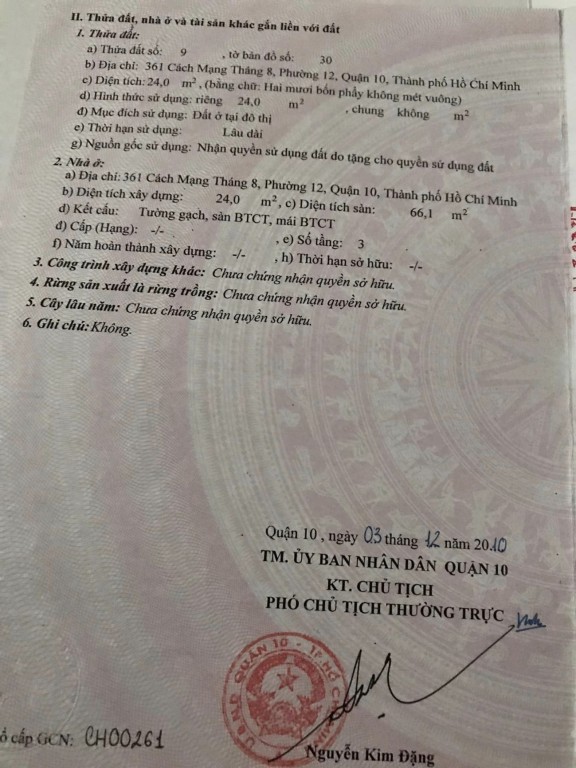 II. Thửa đất, nhà ở và tài sản khác gắn liền với đất
1. Thửa đất:
a) Thửa đất số: 9 , tờ bản đồ số: 30
b) Địa chỉ: 361 Cách Mạng Tháng 8, Phường 12, Quận 10, Thành phố Hồ Chí Minh
c) Diện tích: 24,0 m², (bằng chữ: Hai mươi bốn phẩy không mét vuông)
d) Hình thức sử dụng: riêng 24,0 m² , chung không m²
đ) Mục đích sử dụng: Đất ở tại đô thị
e) Thời hạn sử dụng: Lâu dài
g) Nguồn gốc sử dụng: Nhận quyền sử dụng đất do tặng cho quyền sử dụng đất
2. Nhà ở:
a) Địa chỉ: 361 Cách Mạng Tháng 8, Phường 12, Quận 10, Thành phố Hồ Chí Minh
b) Diện tích xây dựng: 24,0 m², c) Diện tích sàn: 66,1 m²
d) Kết cấu: Tường gạch, sàn BTCT, mái BTCT
đ) Cấp (Hạng): -/- , e) Số tầng: 3
f) Năm hoàn thành xây dựng: -/- , h) Thời hạn sở hữu: -/-
3. Công trình xây dựng khác: Chưa chứng nhận quyền sở hữu.
4. Rừng sản xuất là rừng trồng: Chưa chứng nhận quyền sở hữu.
5. Cây lâu năm: Chưa chứng nhận quyền sở hữu.
6. Ghi chú: Không.
Quận 10 , ngày 03 tháng 12 năm 2010
TM. ỦY BAN NHÂN DÂN QUẬN 10
KT. CHỦ TỊCH
PHÓ CHỦ TỊCH THƯỜNG TRỰC
UBND QUẬN 10 - TP.HỒ CHÍ MINH
ổ cấp GCN: CH00261
Nguyễn Kim Đặng